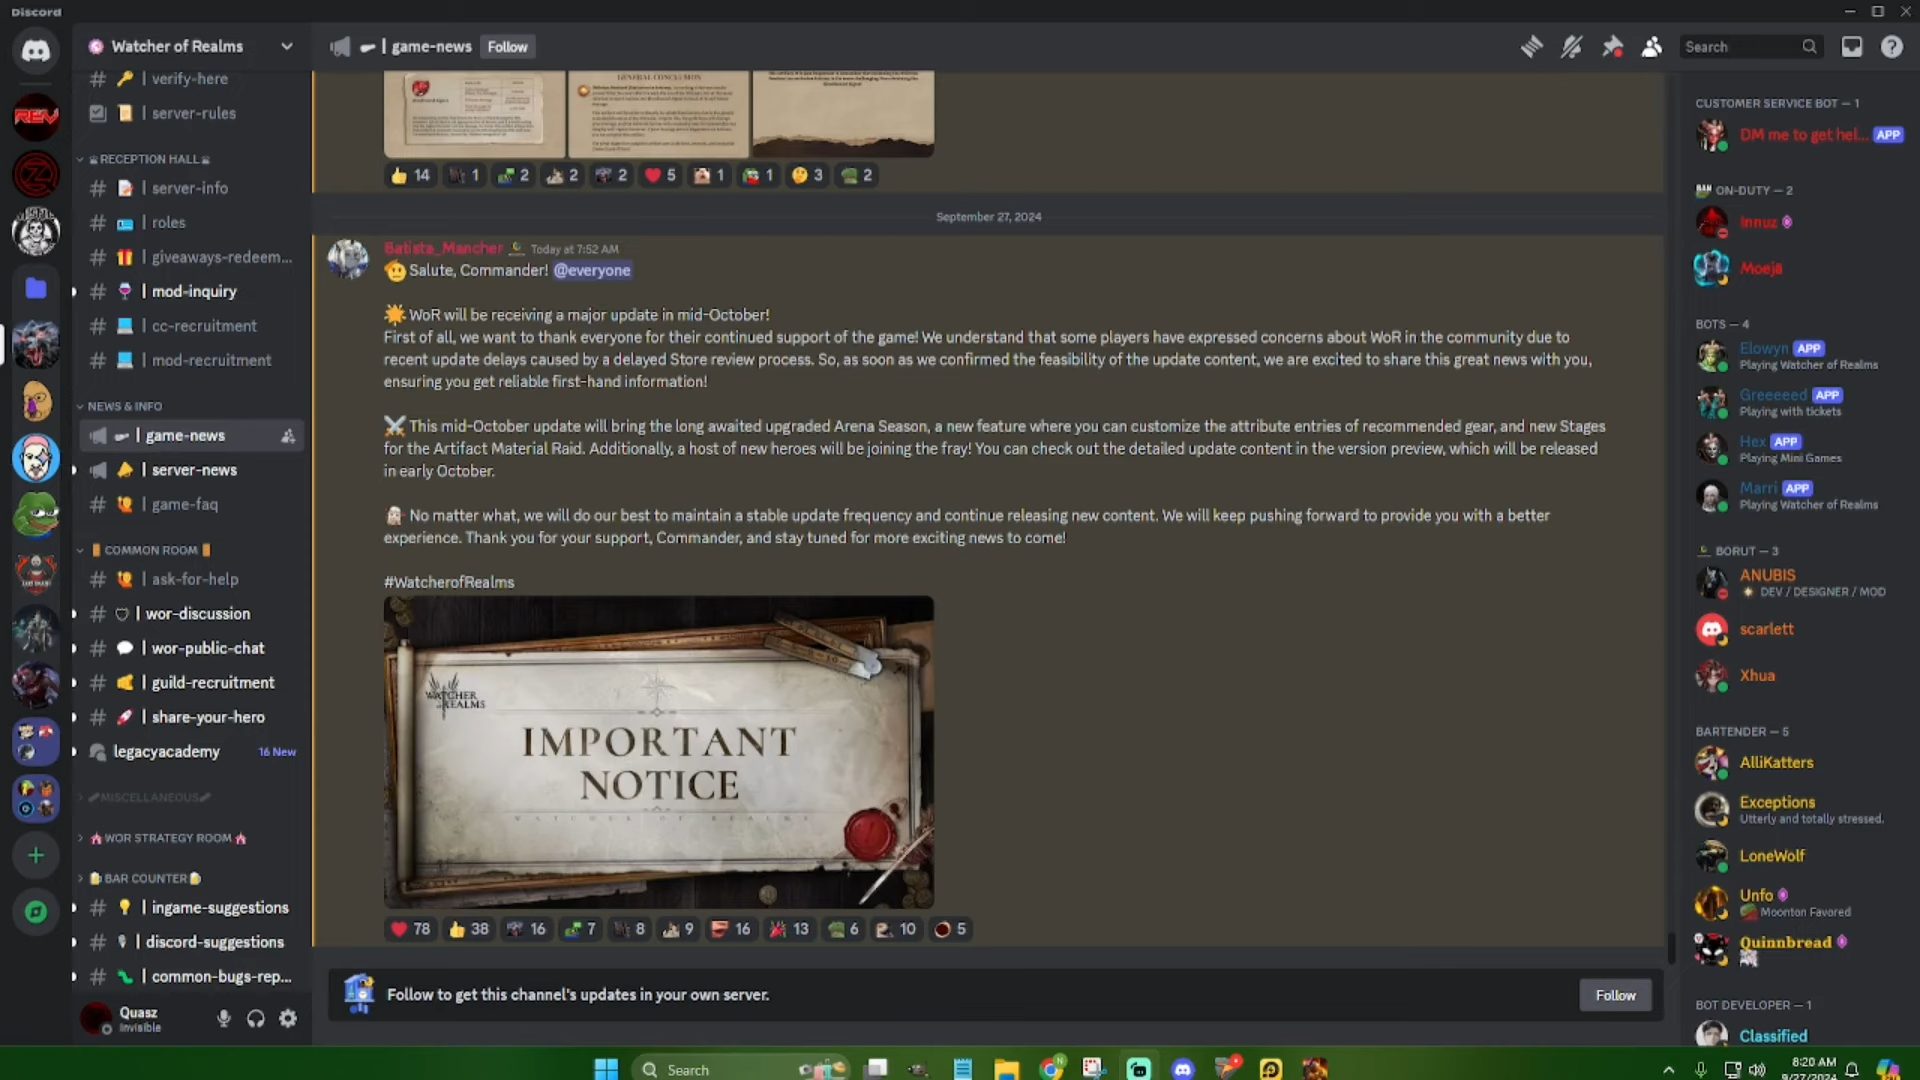 Discord
Watcher of Realms
| game-news
Follow
Search
| verify-here
| server-rules
RECEPTION HALL
| server-info
| roles
| giveaways-redeem...
| mod-inquiry
| cc-recruitment
| mod-recruitment
NEWS & INFO
| game-news
| server-news
| game-faq
COMMON ROOM
| ask-for-help
| wor-discussion
| wor-public-chat
| guild-recruitment
| share-your-hero
legacyacademy 16 New
MISCELLANEOUS
WOR STRATEGY ROOM
BAR COUNTER
| ingame-suggestions
| discord-suggestions
| common-bugs-rep...
Quasz
Invisible
GENERAL CONCLUSION
14 1 2 2 2 5 1 1 3 2
September 27, 2024
Batista_Mancher Today at 7:52 AM
Salute, Commander! @everyone
WoR will be receiving a major update in mid-October!
First of all, we want to thank everyone for their continued support of the game! We understand that some players have expressed concerns about WoR in the community due to
recent update delays caused by a delayed Store review process. So, as soon as we confirmed the feasibility of the update content, we are excited to share this great news with you,
ensuring you get reliable first-hand information!
This mid-October update will bring the long awaited upgraded Arena Season, a new feature where you can customize the attribute entries of recommended gear, and new Stages
for the Artifact Material Raid. Additionally, a host of new heroes will be joining the fray! You can check out the detailed update content in the version preview, which will be released
in early October.
No matter what, we will do our best to maintain a stable update frequency and continue releasing new content. We will keep pushing forward to provide you with a better
experience. Thank you for your support, Commander, and stay tuned for more exciting news to come!
#WatcherofRealms
WATCHER OF REALMS
IMPORTANT
NOTICE
WATCHER OF REALMS
78 38 16 7 8 9 16 13 6 10 5
Follow to get this channel's updates in your own server.
Follow
CUSTOMER SERVICE BOT — 1
DM me to get hel... APP
ON-DUTY — 2
Innuz
Moejā
BOTS — 4
Elowyn APP
Playing Watcher of Realms
Greeeeed APP
Playing with tickets
Hex APP
Playing Mini Games
Marri APP
Playing Watcher of Realms
BORUT — 3
ANUBIS
DEV / DESIGNER / MOD
scarlett
Xhua
BARTENDER — 5
AlliKatters
Exceptions
Utterly and totally stressed.
LoneWolf
Unfo
Moonton Favored
Quinnbread
BOT DEVELOPER — 1
Classified
Search
8:20 AM
9/27/2024